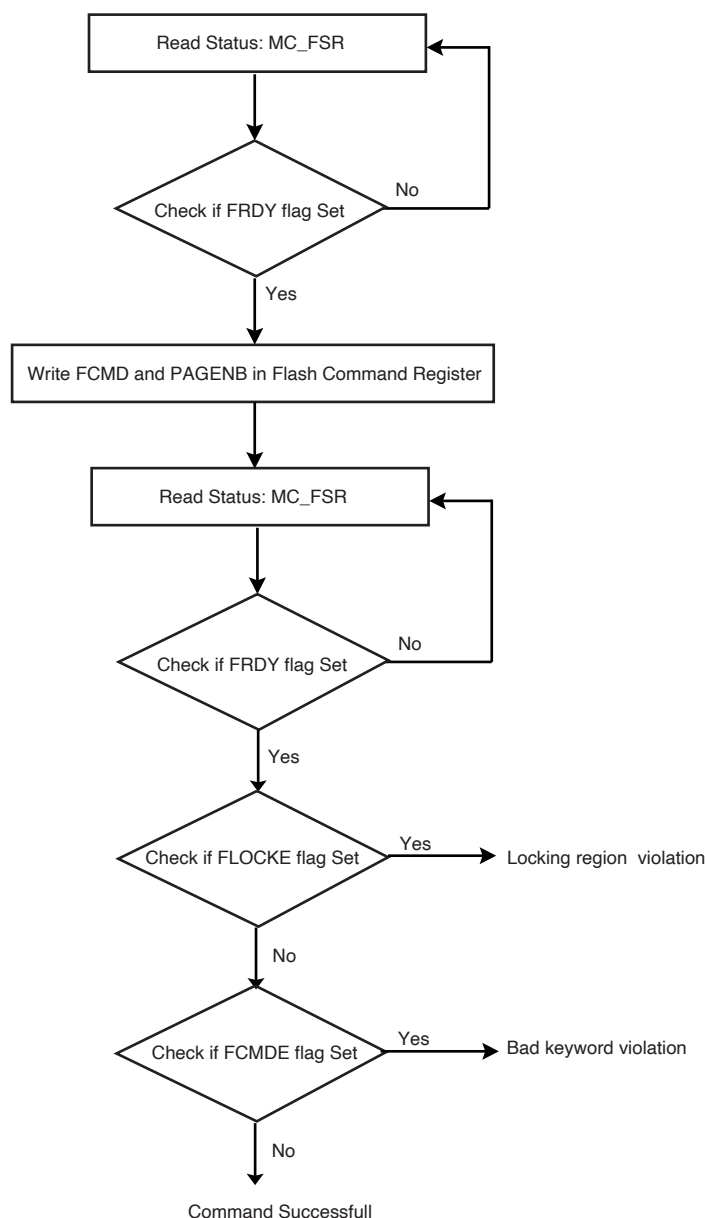 Read Status: MC_FSR
No
Check if FRDY flag Set
Yes
Write FCMD and PAGENB in Flash Command Register
Read Status: MC_FSR
No
Check if FRDY flag Set
Yes
Yes
Check if FLOCKE flag Set
Locking region violation
No
Yes
Check if FCMDE flag Set
Bad keyword violation
No
Command Successfull